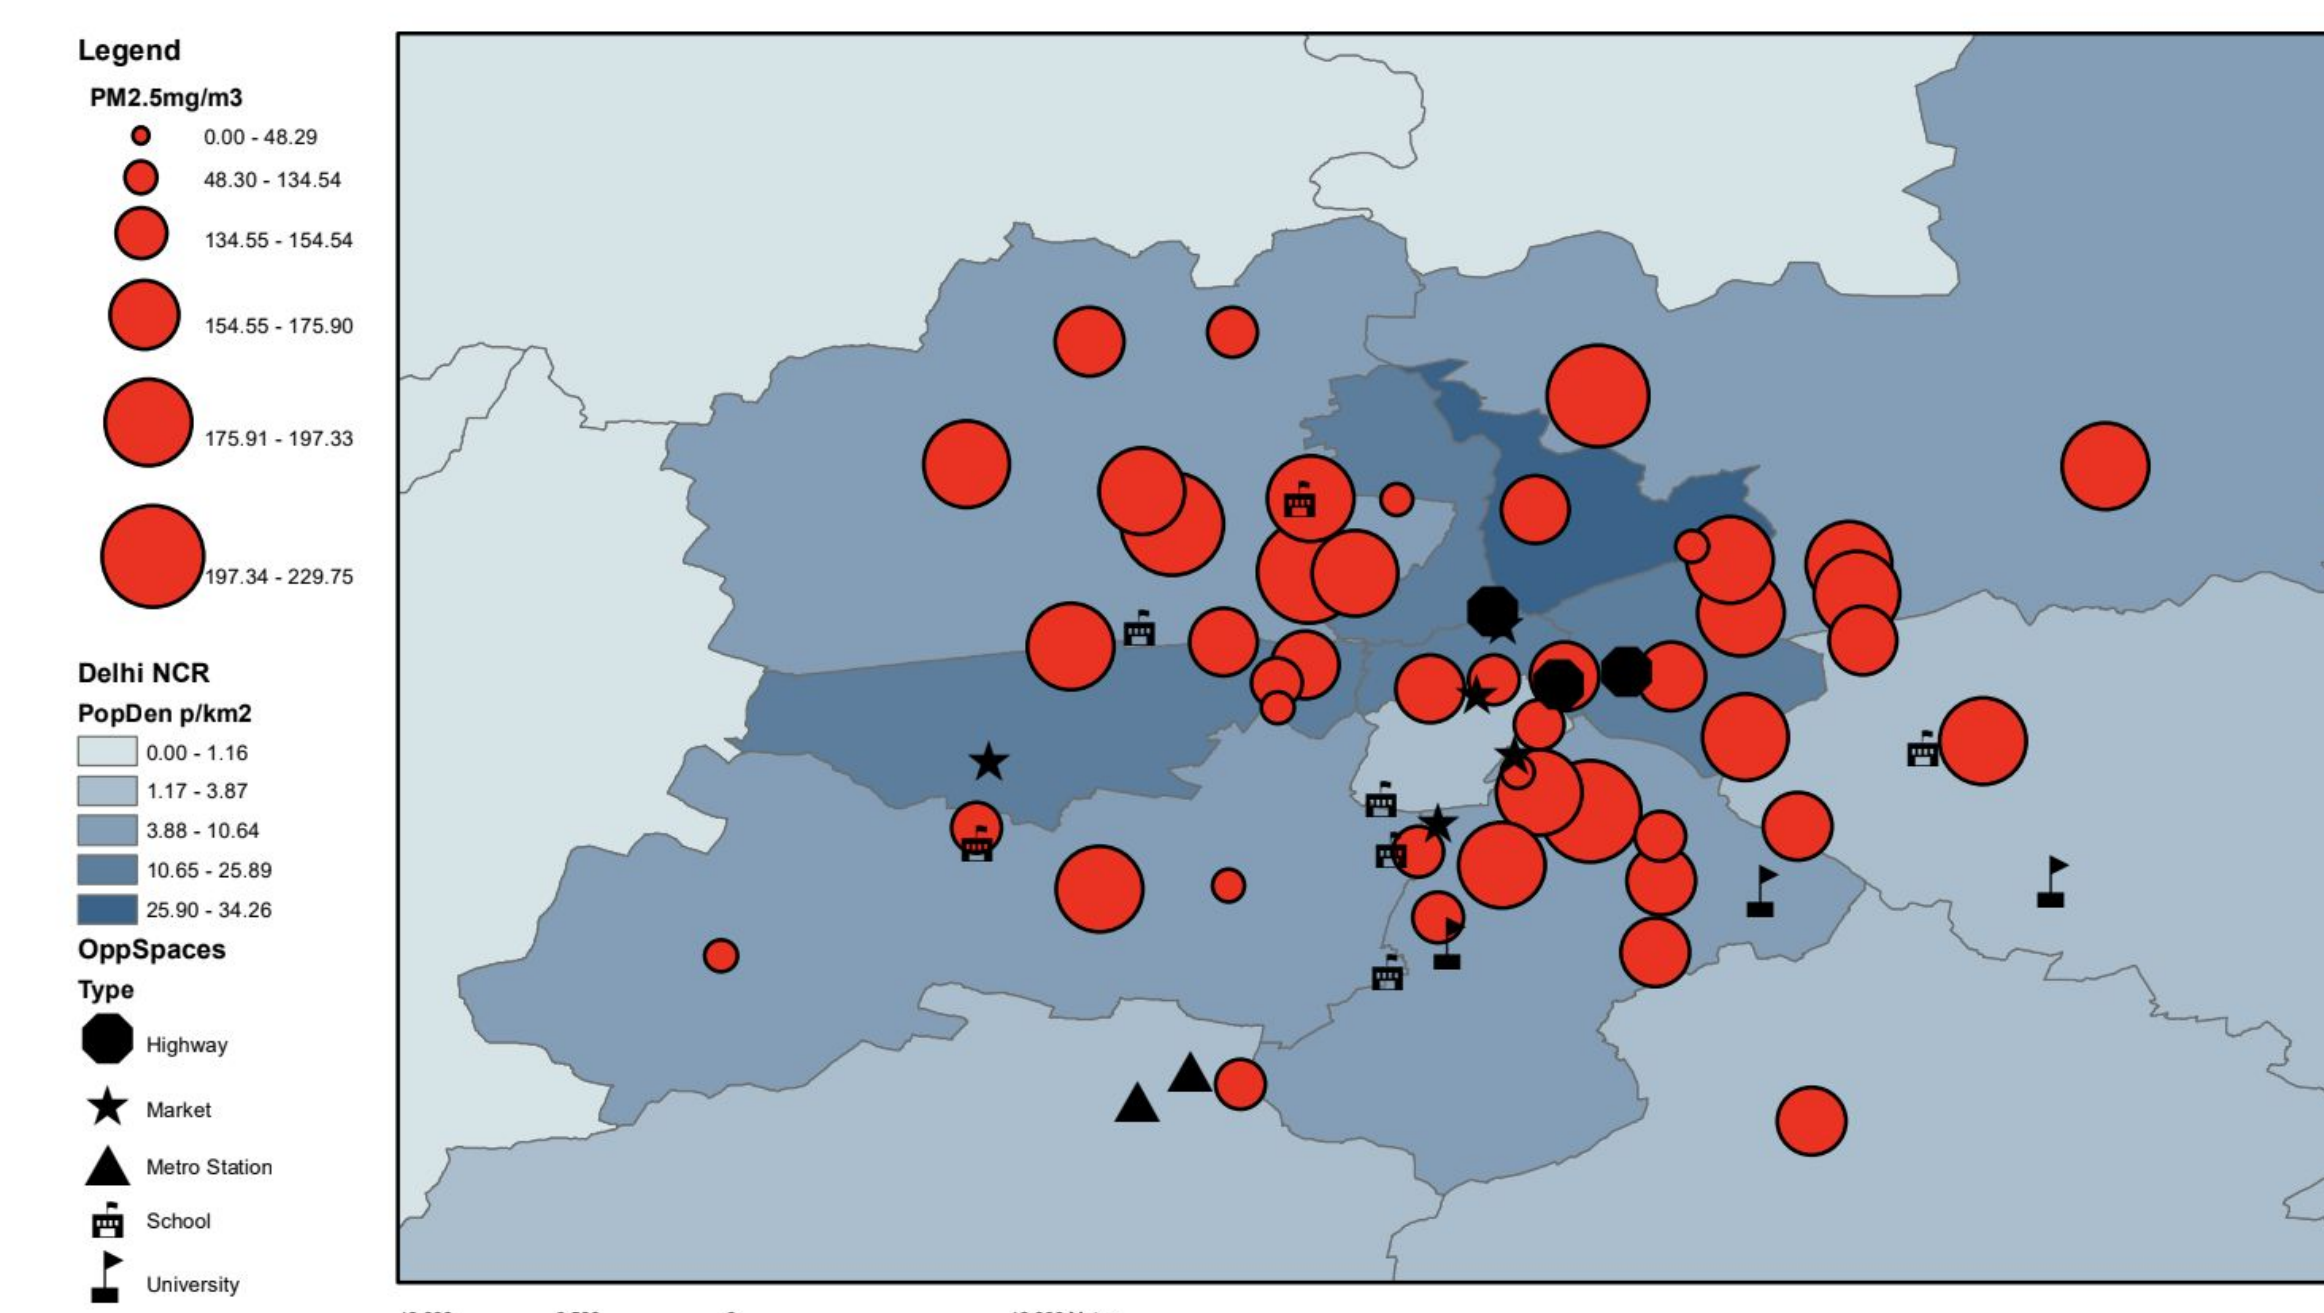 Legend
PM2.5mg/m3
0.00 - 48.29
48.30 - 134.54
134.55 - 154.54
154.55 - 175.90
175.91 - 197.33
197.34 - 229.75
Delhi NCR
PopDen p/km2
0.00 - 1.16
1.17 - 3.87
3.88 - 10.64
10.65 - 25.89
25.90 - 34.26
OppSpaces
Type
Highway
Market
Metro Station
School
University